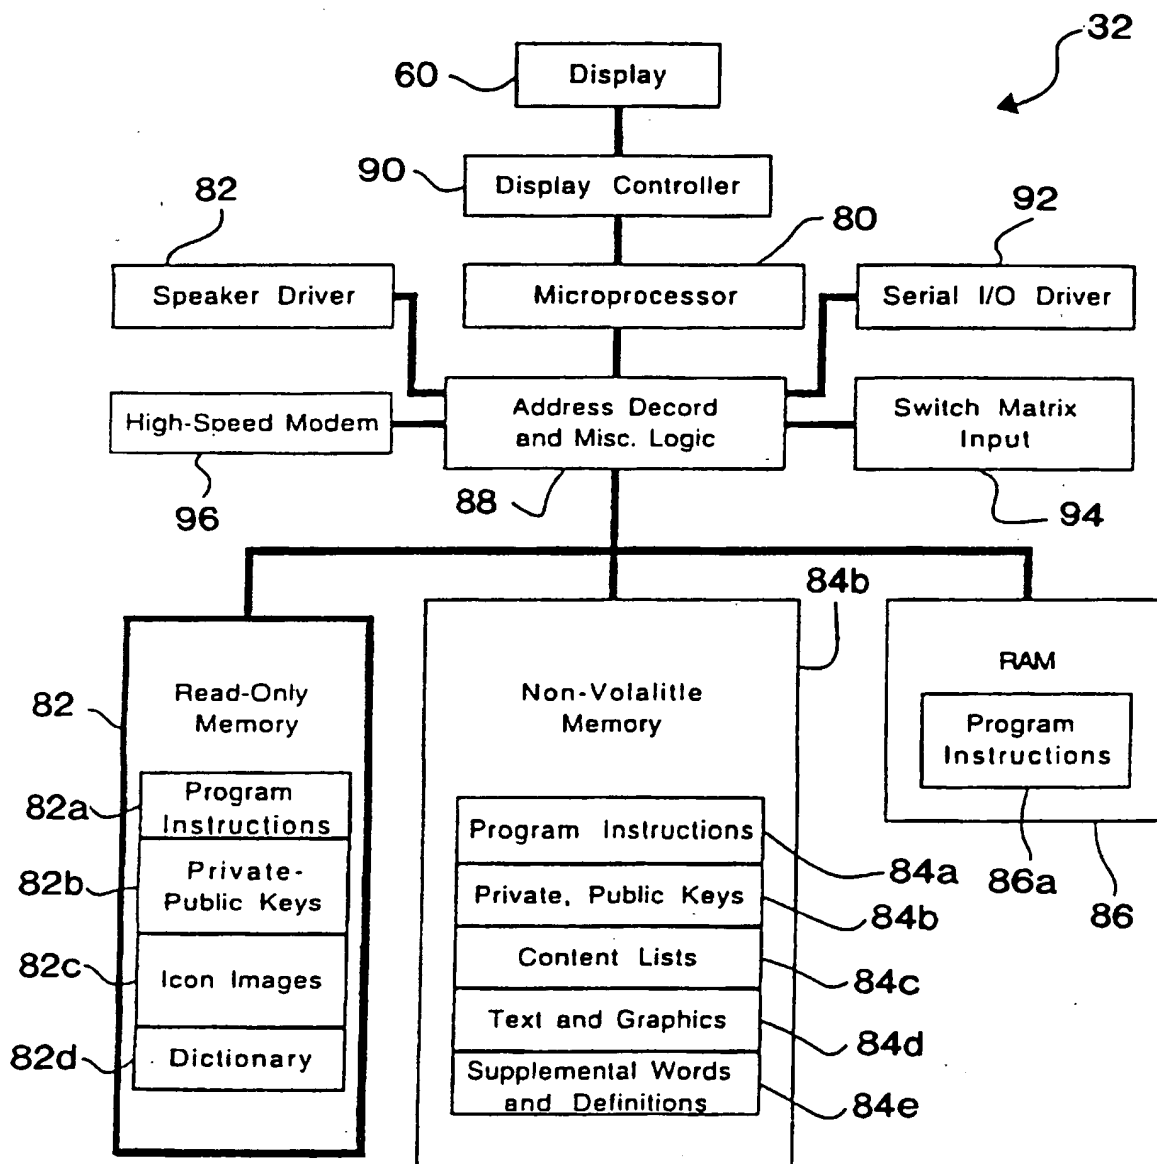 32
60
Display
90
Display Controller
82
80
92
Speaker Driver
Microprocessor
Serial I/O Driver
High-Speed Modem
Address Decord
and Misc. Logic
Switch Matrix
Input
96
88
94
84b
82
Read-Only
Memory
Non-Volalitle
Memory
RAM
Program
Instructions
82a
Program
Instructions
82b
Private-
Public Keys
82c
Icon Images
82d
Dictionary
Program Instructions
84a
Private, Public Keys
84b
Content Lists
84c
Text and Graphics
84d
Supplemental Words
and Definitions
84e
86a
86